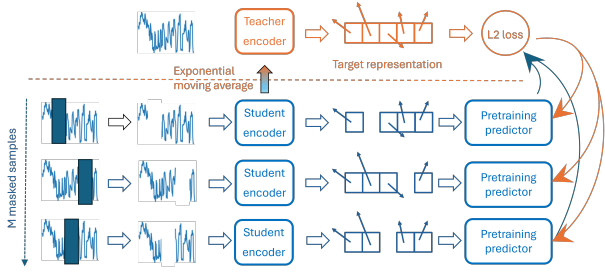 Teacher
encoder
L2 loss
Exponential
moving average
Target representation
M masked samples
Student
encoder
Pretraining
predictor
Student
encoder
Pretraining
predictor
Student
encoder
Pretraining
predictor